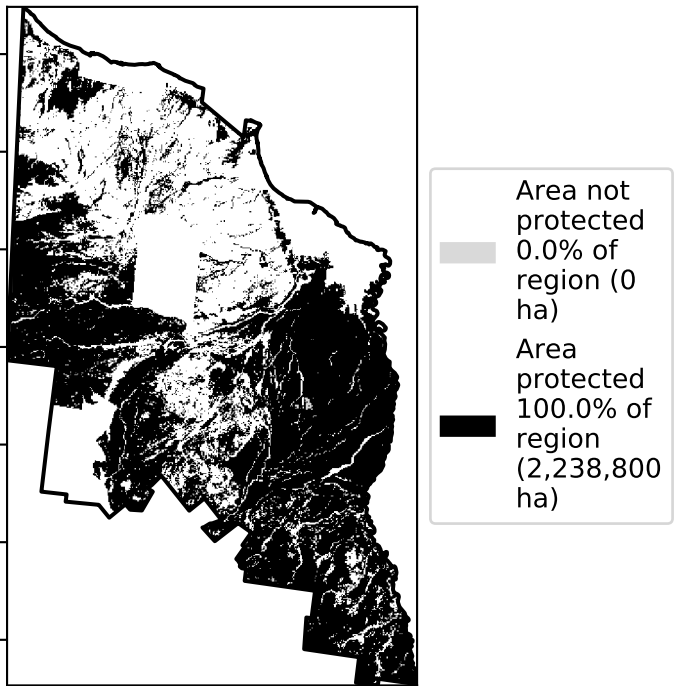 Area not
protected
0.0% of
region (0
ha)
Area
protected
100.0% of
region
(2,238,800
ha)